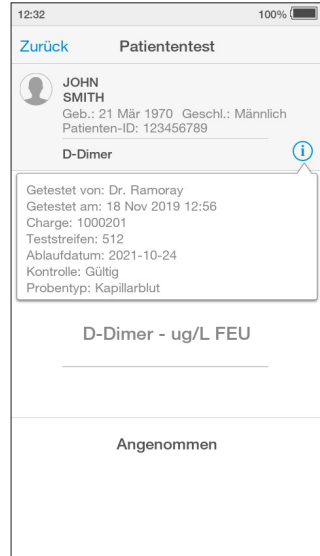 12:32 100%
Zurück Patiententest
JOHN
SMITH
Geb.: 21 Mär 1970 Geschl.: Männlich
Patienten-ID: 123456789
D-Dimer i
Getestet von: Dr. Ramoray
Getestet am: 18 Nov 2019 12:56
Charge: 1000201
Teststreifen: 512
Ablaufdatum: 2021-10-24
Kontrolle: Gültig
Probentyp: Kapillarblut
D-Dimer - ug/L FEU
Angenommen